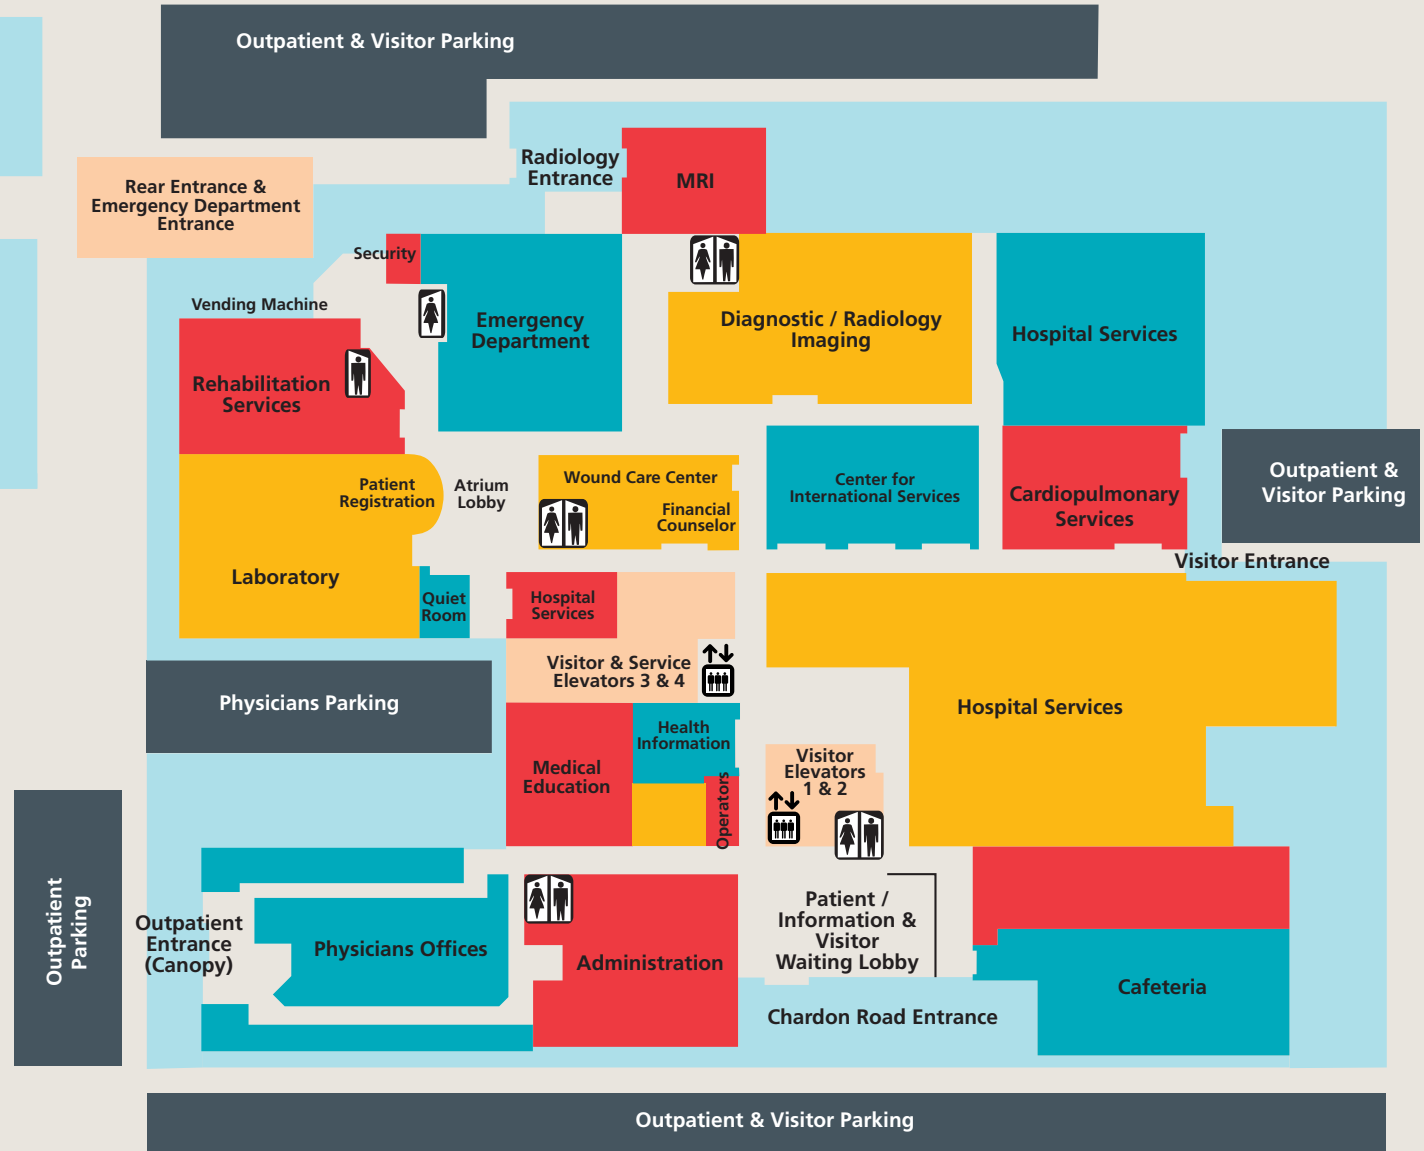 Outpatient & Visitor Parking
Radiology
Entrance
MRI
Rear Entrance &
Emergency Department
Entrance
Security
Vending Machine
Emergency
Department
Diagnostic / Radiology
Imaging
Hospital Services
Rehabilitation
Services
Patient
Registration
Atrium
Lobby
Wound Care Center
Financial
Counselor
Center for
International Services
Cardiopulmonary
Services
Outpatient &
Visitor Parking
Visitor Entrance
Laboratory
Quiet
Room
Hospital
Services
Visitor & Service
Elevators 3 & 4
Physicians Parking
Health
Information
Medical
Education
Operators
Visitor
Elevators
1 & 2
Hospital Services
Outpatient
Parking
Outpatient
Entrance
(Canopy)
Physicians Offices
Administration
Patient /
Information &
Visitor
Waiting Lobby
Cafeteria
Chardon Road Entrance
Outpatient & Visitor Parking